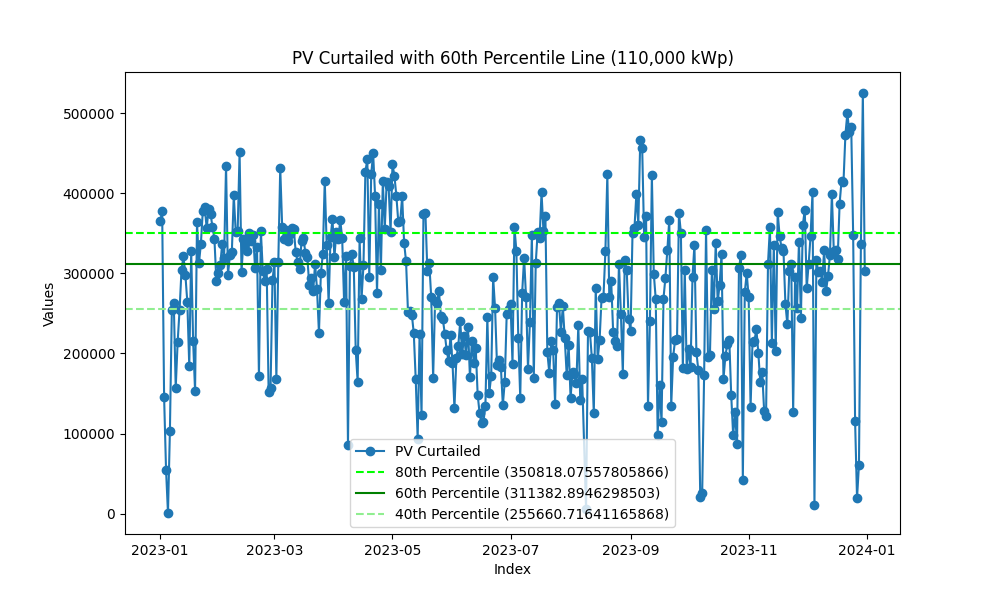 PV Curtailed with 60th Percentile Line (110,000 kWp)
500000
400000
300000
200000
100000
0
Values
PV Curtailed
80th Percentile (350818.07557805866)
60th Percentile (311382.8946298503)
40th Percentile (255660.71641165868)
2023-01 2023-03 2023-05 2023-07 2023-09 2023-11 2024-01
Index